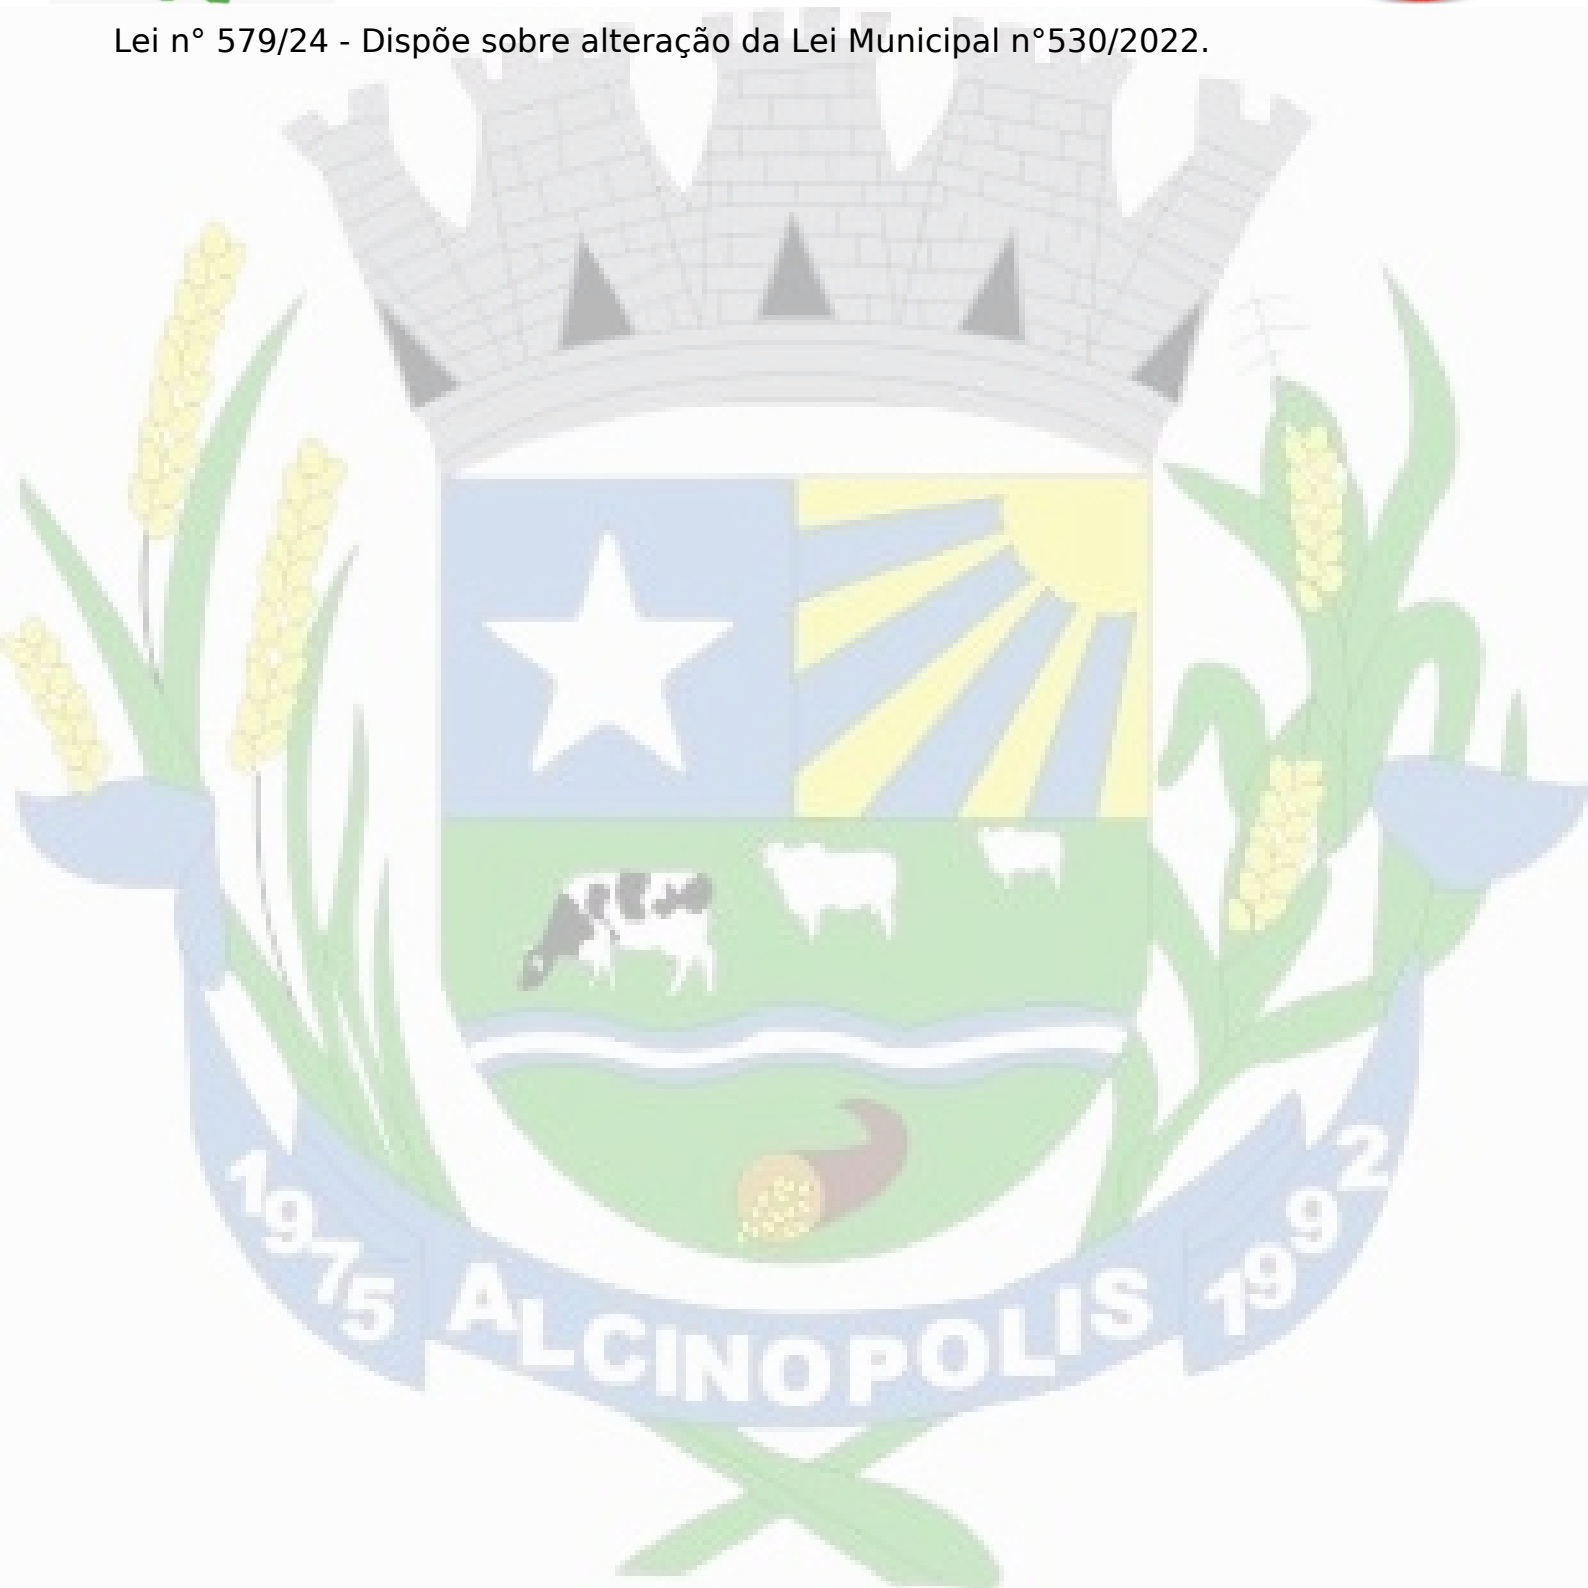 Lei n° 579/24 - Dispõe sobre alteração da Lei Municipal n°530/2022.
1975 ALCINOPOLIS 1992